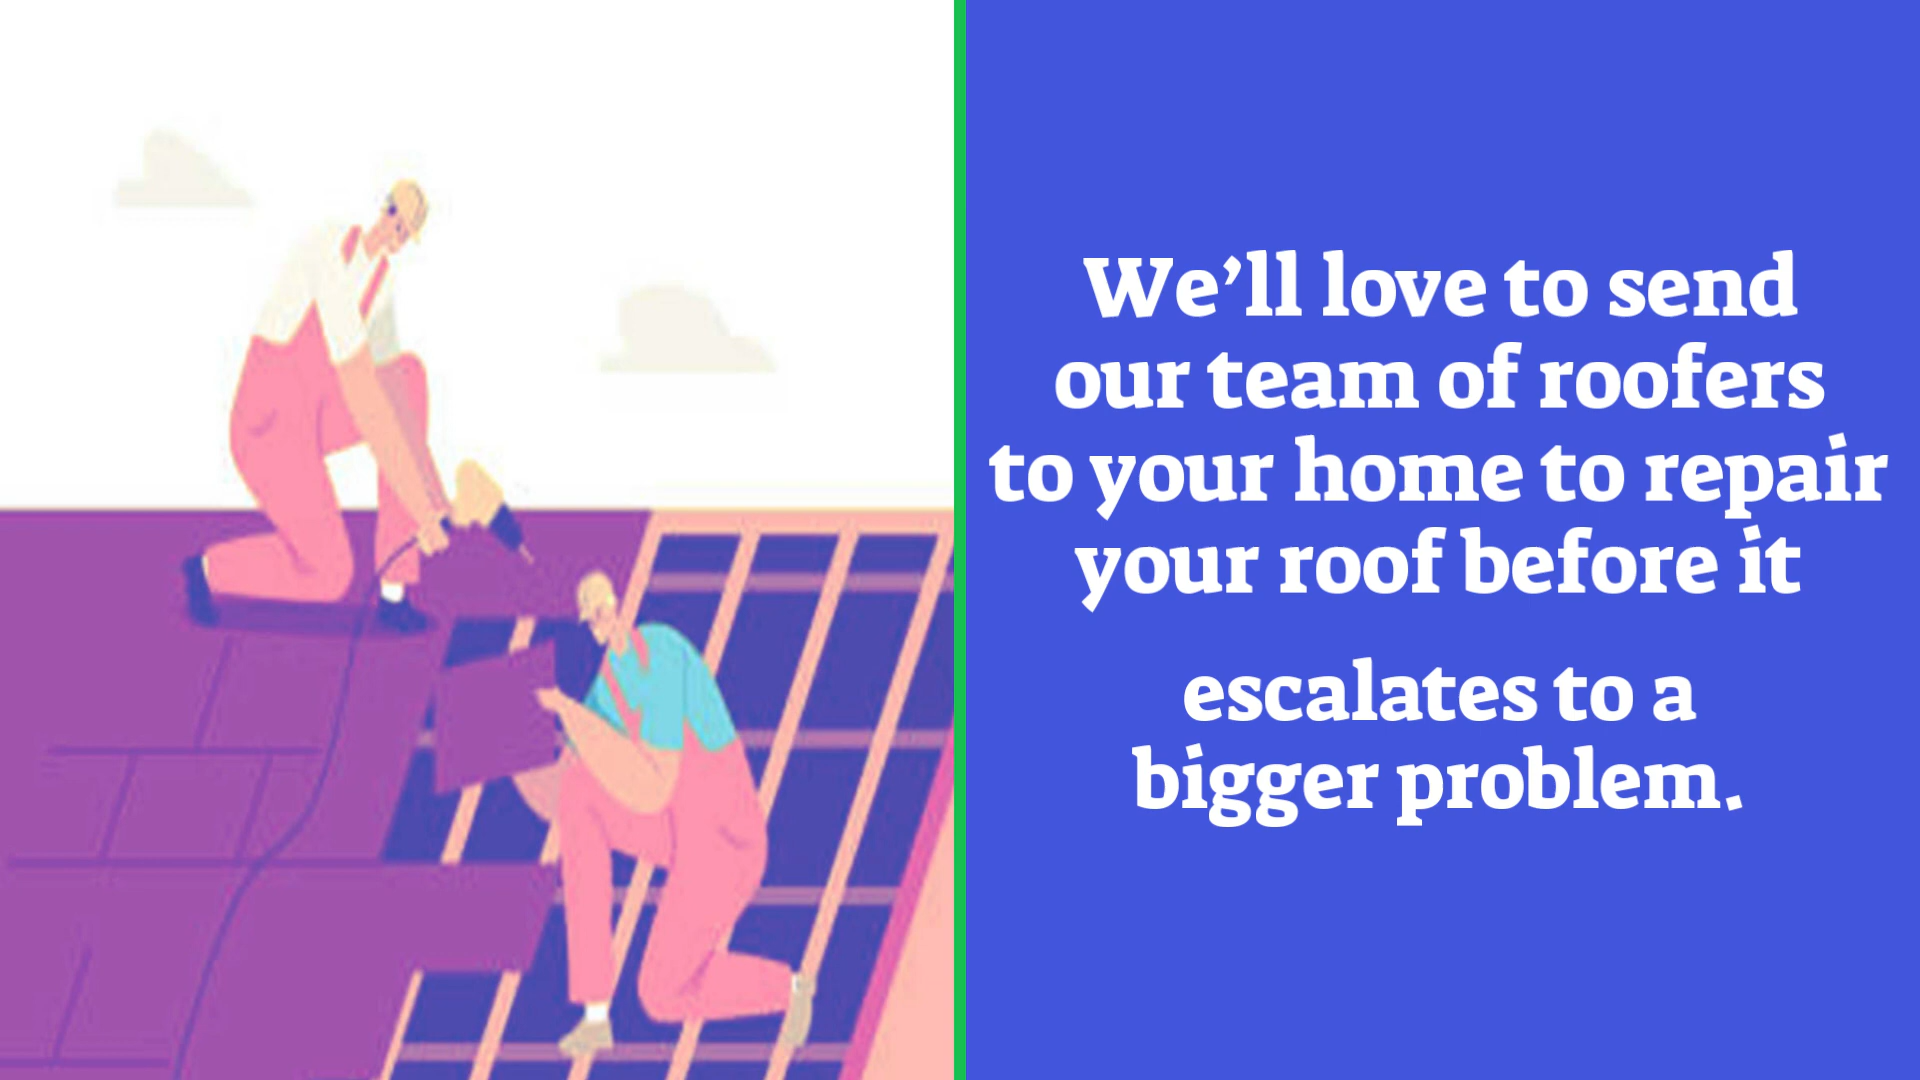 We’ll love to send
our team of roofers
to your home to repair
your roof before it
escalates to a
bigger problem.